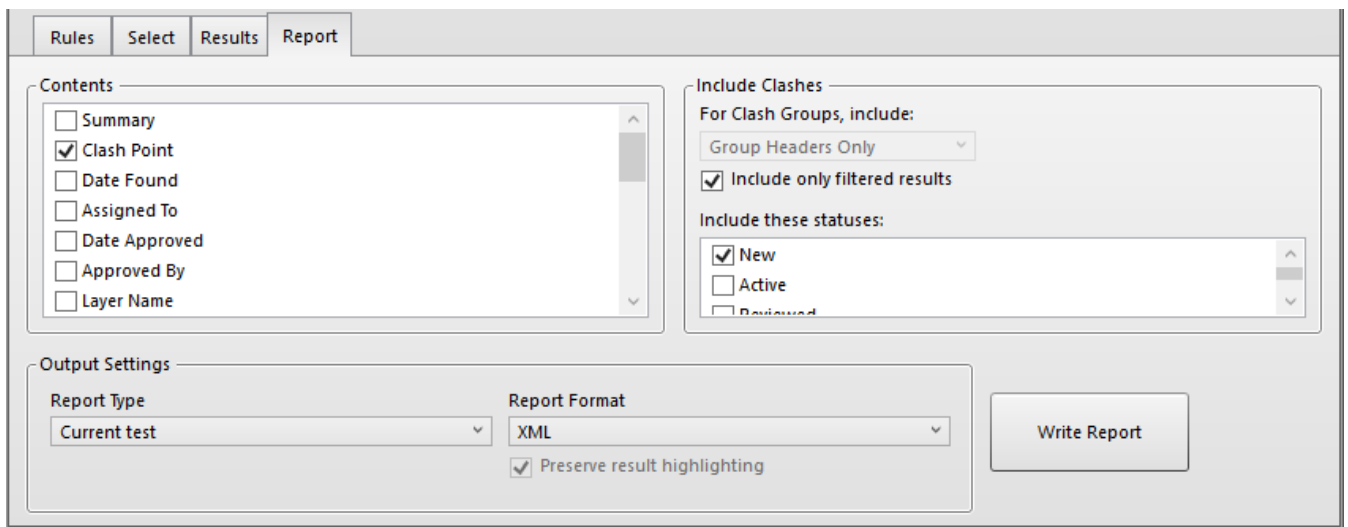 Rules Select Results Report
Contents
Summary
Clash Point
Date Found
Assigned To
Date Approved
Approved By
Layer Name
Include Clashes
For Clash Groups, include:
Group Headers Only
Include only filtered results
Include these statuses:
New
Active
Reviewed
Output Settings
Report Type
Current test
Report Format
XML
Preserve result highlighting
Write Report